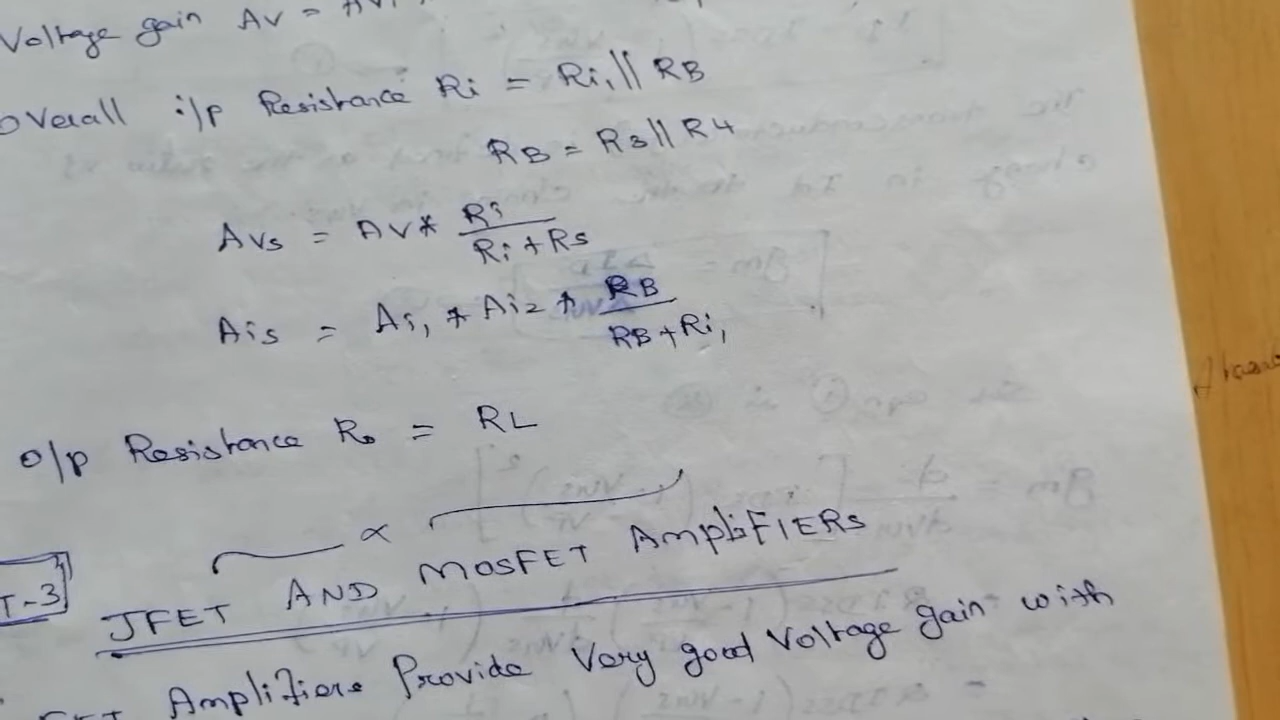 Voltage gain AV =
Overall i/p Resistance Ri = Ri1 || RB
RB = R3 || R4
AVs = AV * Ri / Ri + Rs
Ais = Ai1 * Ai2 * RB / RB + Ri1
o/p Resistance Ro = RL
T-3
JFET AND MOSFET AMPLIFIERS
Amplifiers Provide Very good Voltage gain with